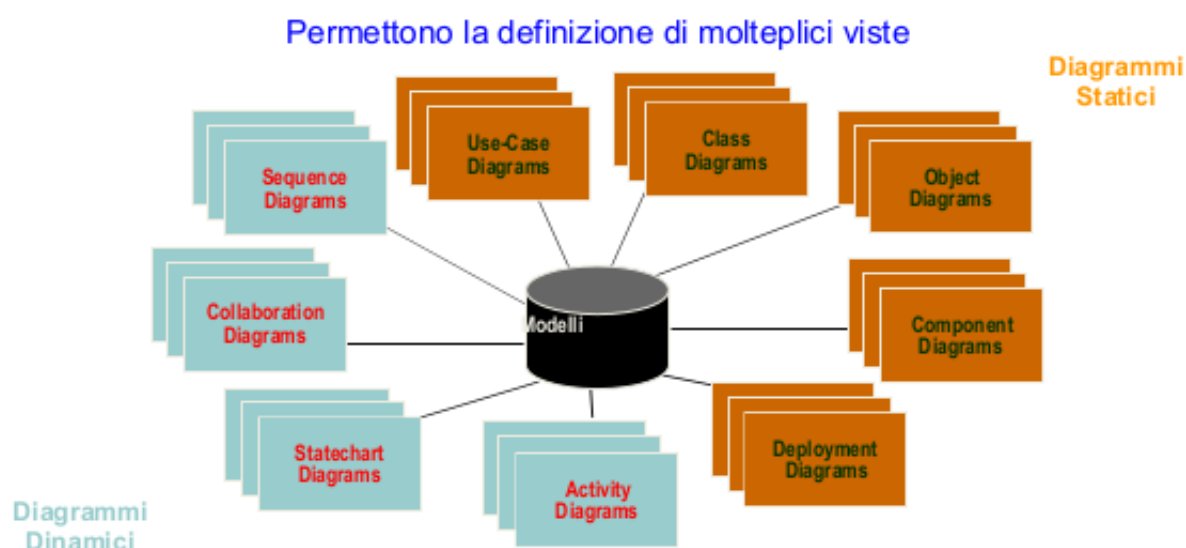 Permettono la definizione di molteplici viste
Diagrammi
Statici
Use-Case
Diagrams
Class
Diagrams
Sequence
Diagrams
Object
Diagrams
Collaboration
Diagrams
Modelli
Component
Diagrams
Statechart
Diagrams
Deployment
Diagrams
Activity
Diagrams
Diagrammi
Dinamici